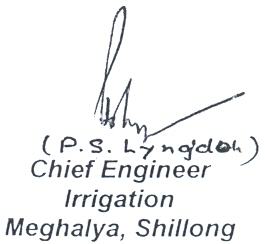 (P.S. Lyngdoh)
Chief Engineer
Irrigation
Meghalya, Shillong